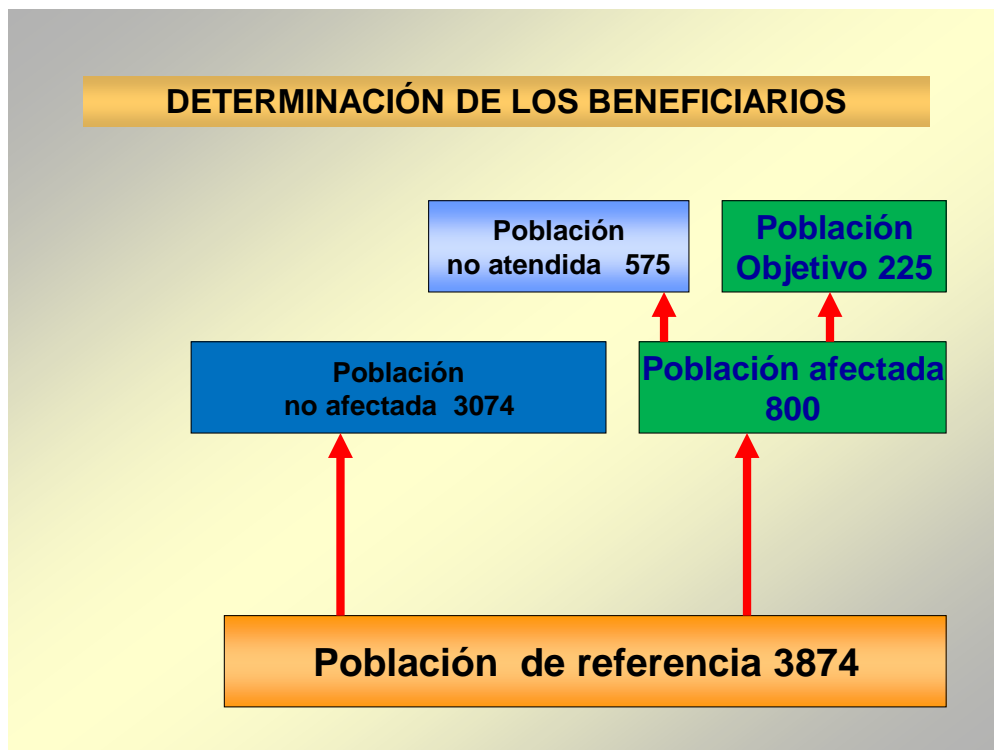 DETERMINACIÓN DE LOS BENEFICIARIOS
Población
no atendida 575
Población
Objetivo 225
Población
no afectada 3074
Población afectada
800
Población de referencia 3874